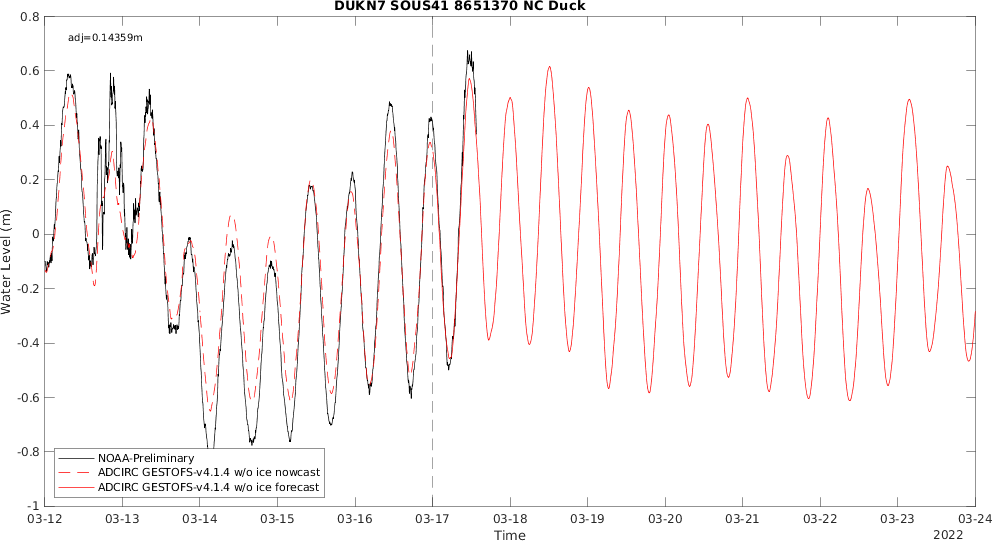 DUKN7 SOUS41 8651370 NC Duck
adj=0.14359m
0.8
0.6
0.4
0.2
0
-0.2
-0.4
-0.6
-0.8
-1
Water Level (m)
NOAA-Preliminary
ADCIRC GESTOFS-v4.1.4 w/o ice nowcast
ADCIRC GESTOFS-v4.1.4 w/o ice forecast
03-12 03-13 03-14 03-15 03-16 03-17 03-18 03-19 03-20 03-21 03-22 03-23 03-24
Time
2022